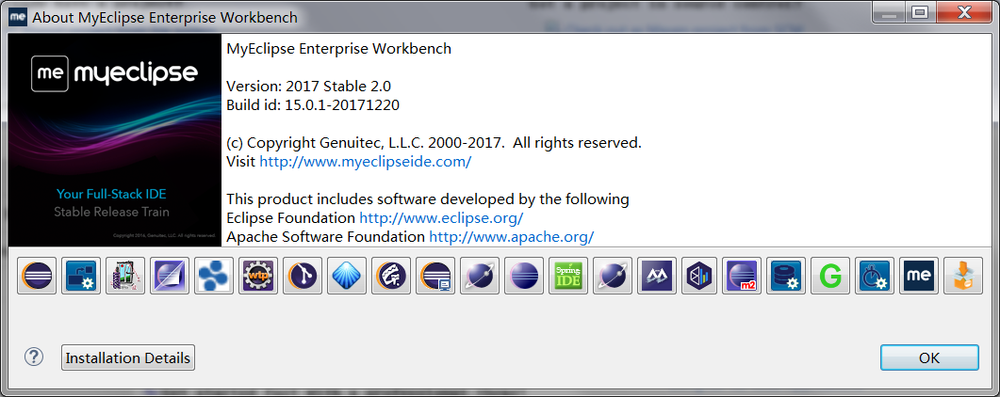 About MyEclipse Enterprise Workbench
me myeclipse
Your Full-Stack IDE
Stable Release Train
Copyright 2016, Genuitec, LLC. All rights reserved.
MyEclipse Enterprise Workbench
Version: 2017 Stable 2.0
Build id: 15.0.1-20171220
(c) Copyright Genuitec, L.L.C. 2000-2017.  All rights reserved.
Visit http://www.myeclipseide.com/
This product includes software developed by the following
Eclipse Foundation http://www.eclipse.org/
Apache Software Foundation http://www.apache.org/
wtp
Spring
IDE
m2
G
me
?
Installation Details
OK